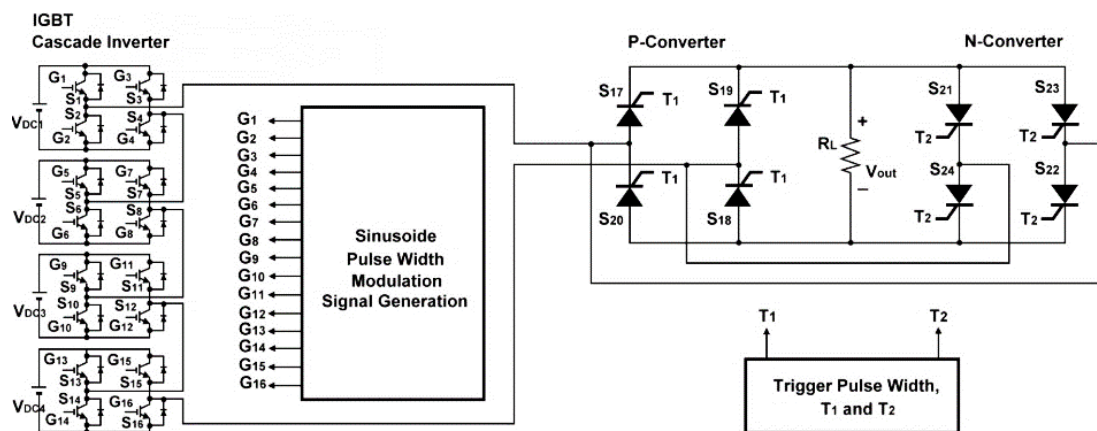 IGBT
Cascade Inverter
P-Converter
N-Converter
G1
G3
S1
S3
S2
S4
VDC1
G2
G4
G5
G7
S5
S7
S6
S8
VDC2
G6
G8
G9
G11
S9
S11
S10
S12
VDC3
G10
G12
G13
G15
S13
S15
S14
G16
VDC4
G14
S16
G1
G2
G3
G4
G5
G6
G7
G8
G9
G10
G11
G12
G13
G14
G15
G16
Sinusoide
Pulse Width
Modulation
Signal Generation
S17
T1
S19
T1
S20
T1
S18
T1
+
RL
Vout
–
S21
T2
S23
T2
S24
T2
S22
T2
T1
T2
Trigger Pulse Width,
T1 and T2